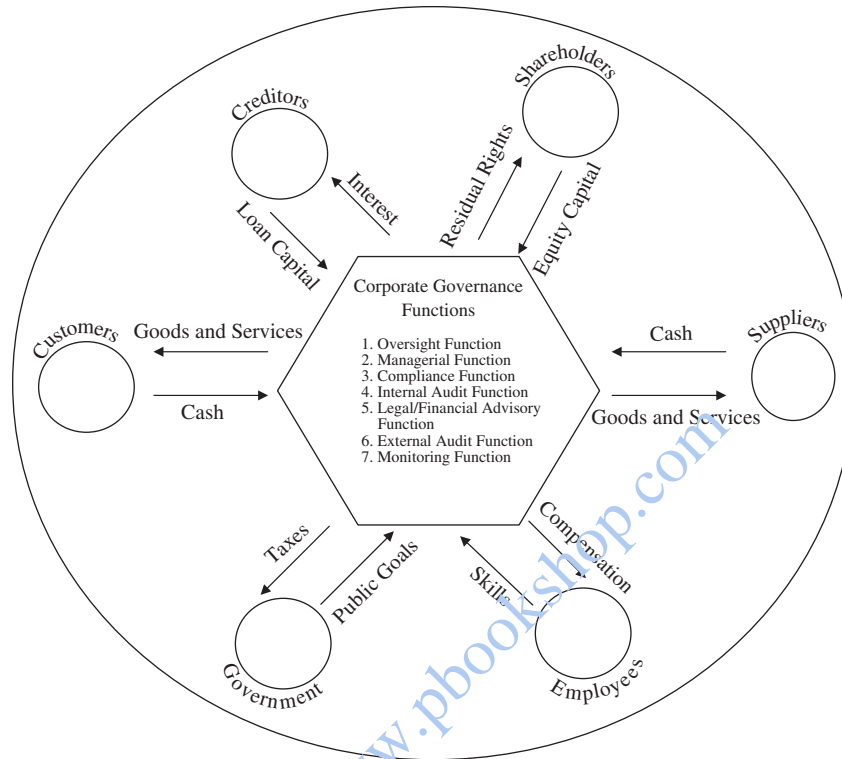 Creditors
Shareholders
Interest
Loan Capital
Residual Rights
Equity Capital
Corporate Governance
Functions
1. Oversight Function
2. Managerial Function
3. Compliance Function
4. Internal Audit Function
5. Legal/Financial Advisory
Function
6. External Audit Function
7. Monitoring Function
Customers
Goods and Services
Cash
Suppliers
Cash
Goods and Services
Taxes
Public Goals
Government
Compensation
Skills
Employees
www.pbookshop.com